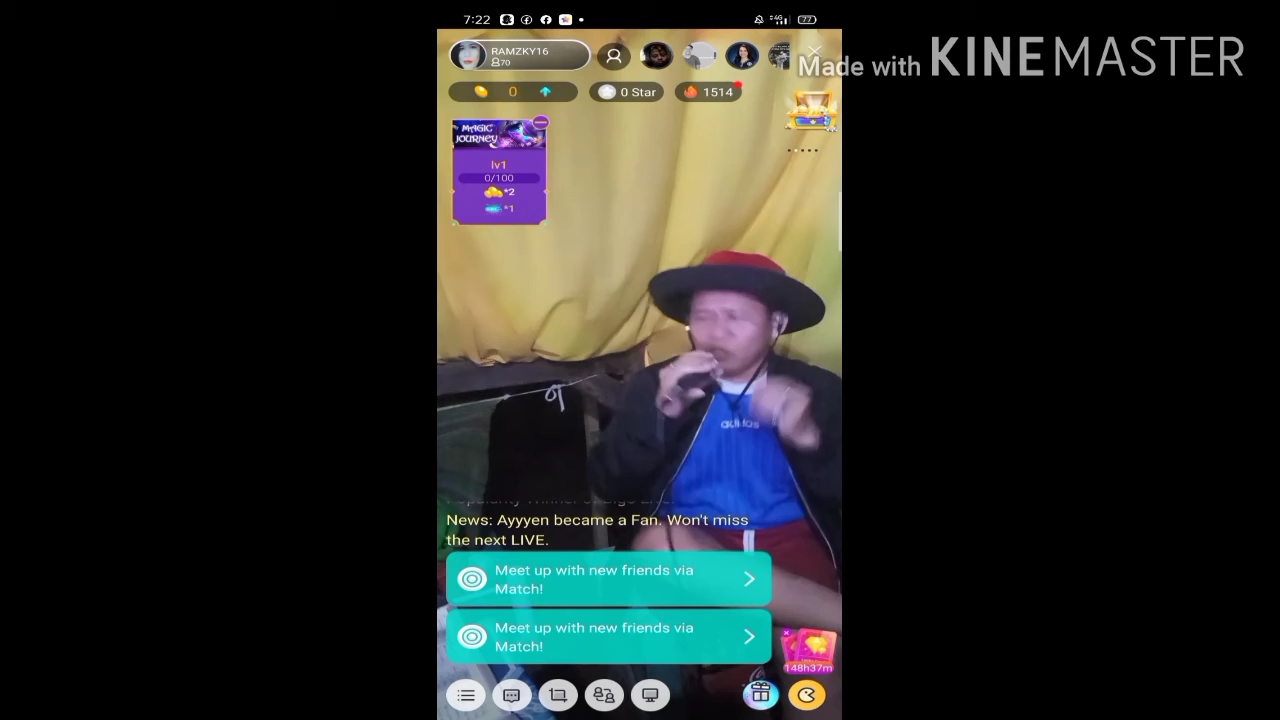 7:22
4G
77
RAMZKY16
70
Made with KINEMASTER
0
0 Star
1514
MAGIC
JOURNEY
lv1
0/100
*2
*1
adidas
News: Ayyyen became a Fan. Won't miss
the next LIVE.
Meet up with new friends via
Match!
Meet up with new friends via
Match!
148h37m